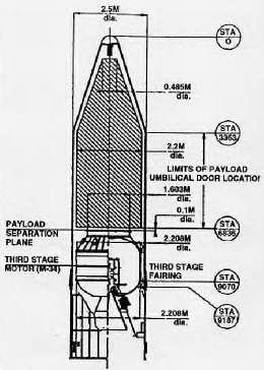 2.5M
dia.
STA
0
0.485M
dia.
STA
2.2M
dia.
LIMITS OF PAYLOAD
UMBILICAL DOOR LOCATION
1.603M
dia.
0.1M
PAYLOAD
SEPARATION
PLANE
STA
6836
2.208M
dia.
THIRD STAGE
MOTOR (M-34)
THIRD STAGE
FAIRING
STA
9070
2.208M
dia.
STA
9187